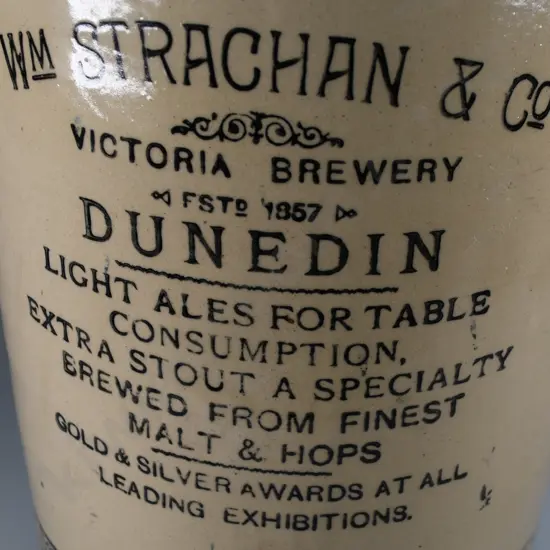 WM STRACHAN & CO
VICTORIA BREWERY
ESTD 1857
DUNEDIN
LIGHT ALES FOR TABLE
CONSUMPTION,
EXTRA STOUT A SPECIALTY
BREWED FROM FINEST
MALT & HOPS
GOLD & SILVER AWARDS AT ALL
LEADING EXHIBITIONS.